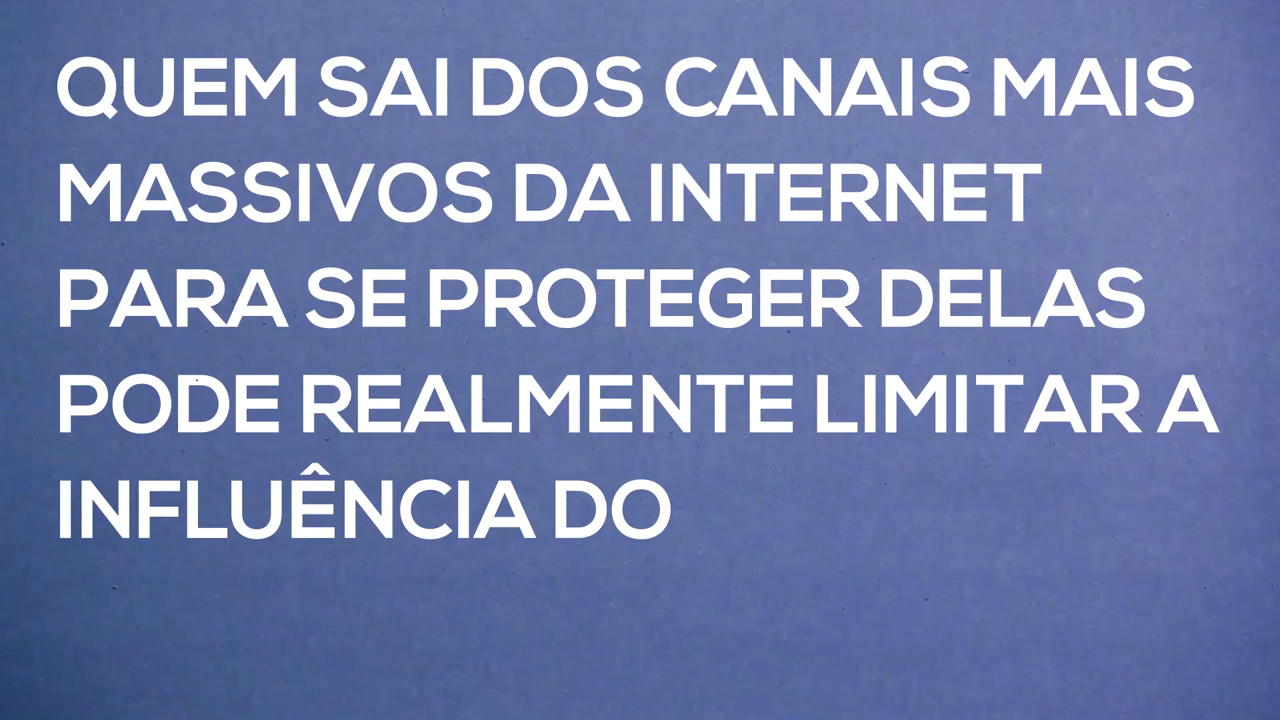 QUEM SAI DOS CANAIS MAIS
MASSIVOS DA INTERNET
PARA SE PROTEGER DELAS
PODE REALMENTE LIMITAR A
INFLUÊNCIA DO